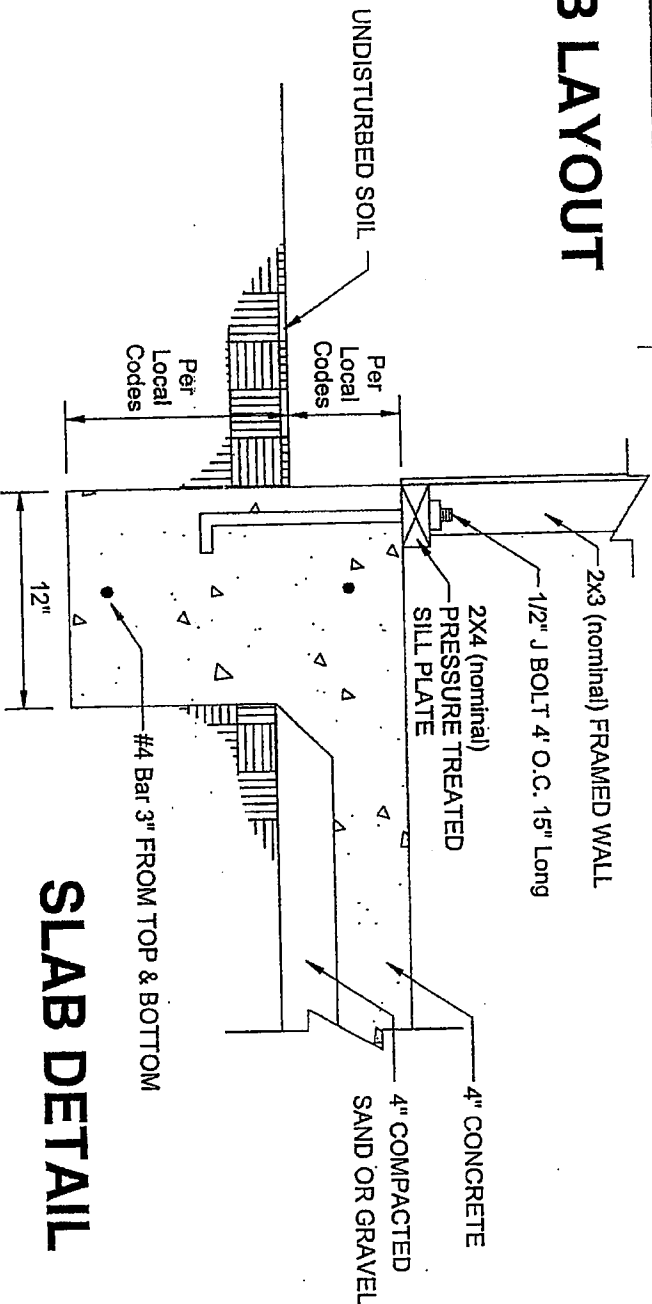 B LAYOUT
UNDISTURBED SOIL
Per
Local
Codes
Per
Local
Codes
12"
2x3 (nominal) FRAMED WALL
1/2" J BOLT 4' O.C. 15" Long
2X4 (nominal)
PRESSURE TREATED
SILL PLATE
#4 Bar 3" FROM TOP & BOTTOM
4" CONCRETE
4" COMPACTED
SAND OR GRAVEL
SLAB DETAIL